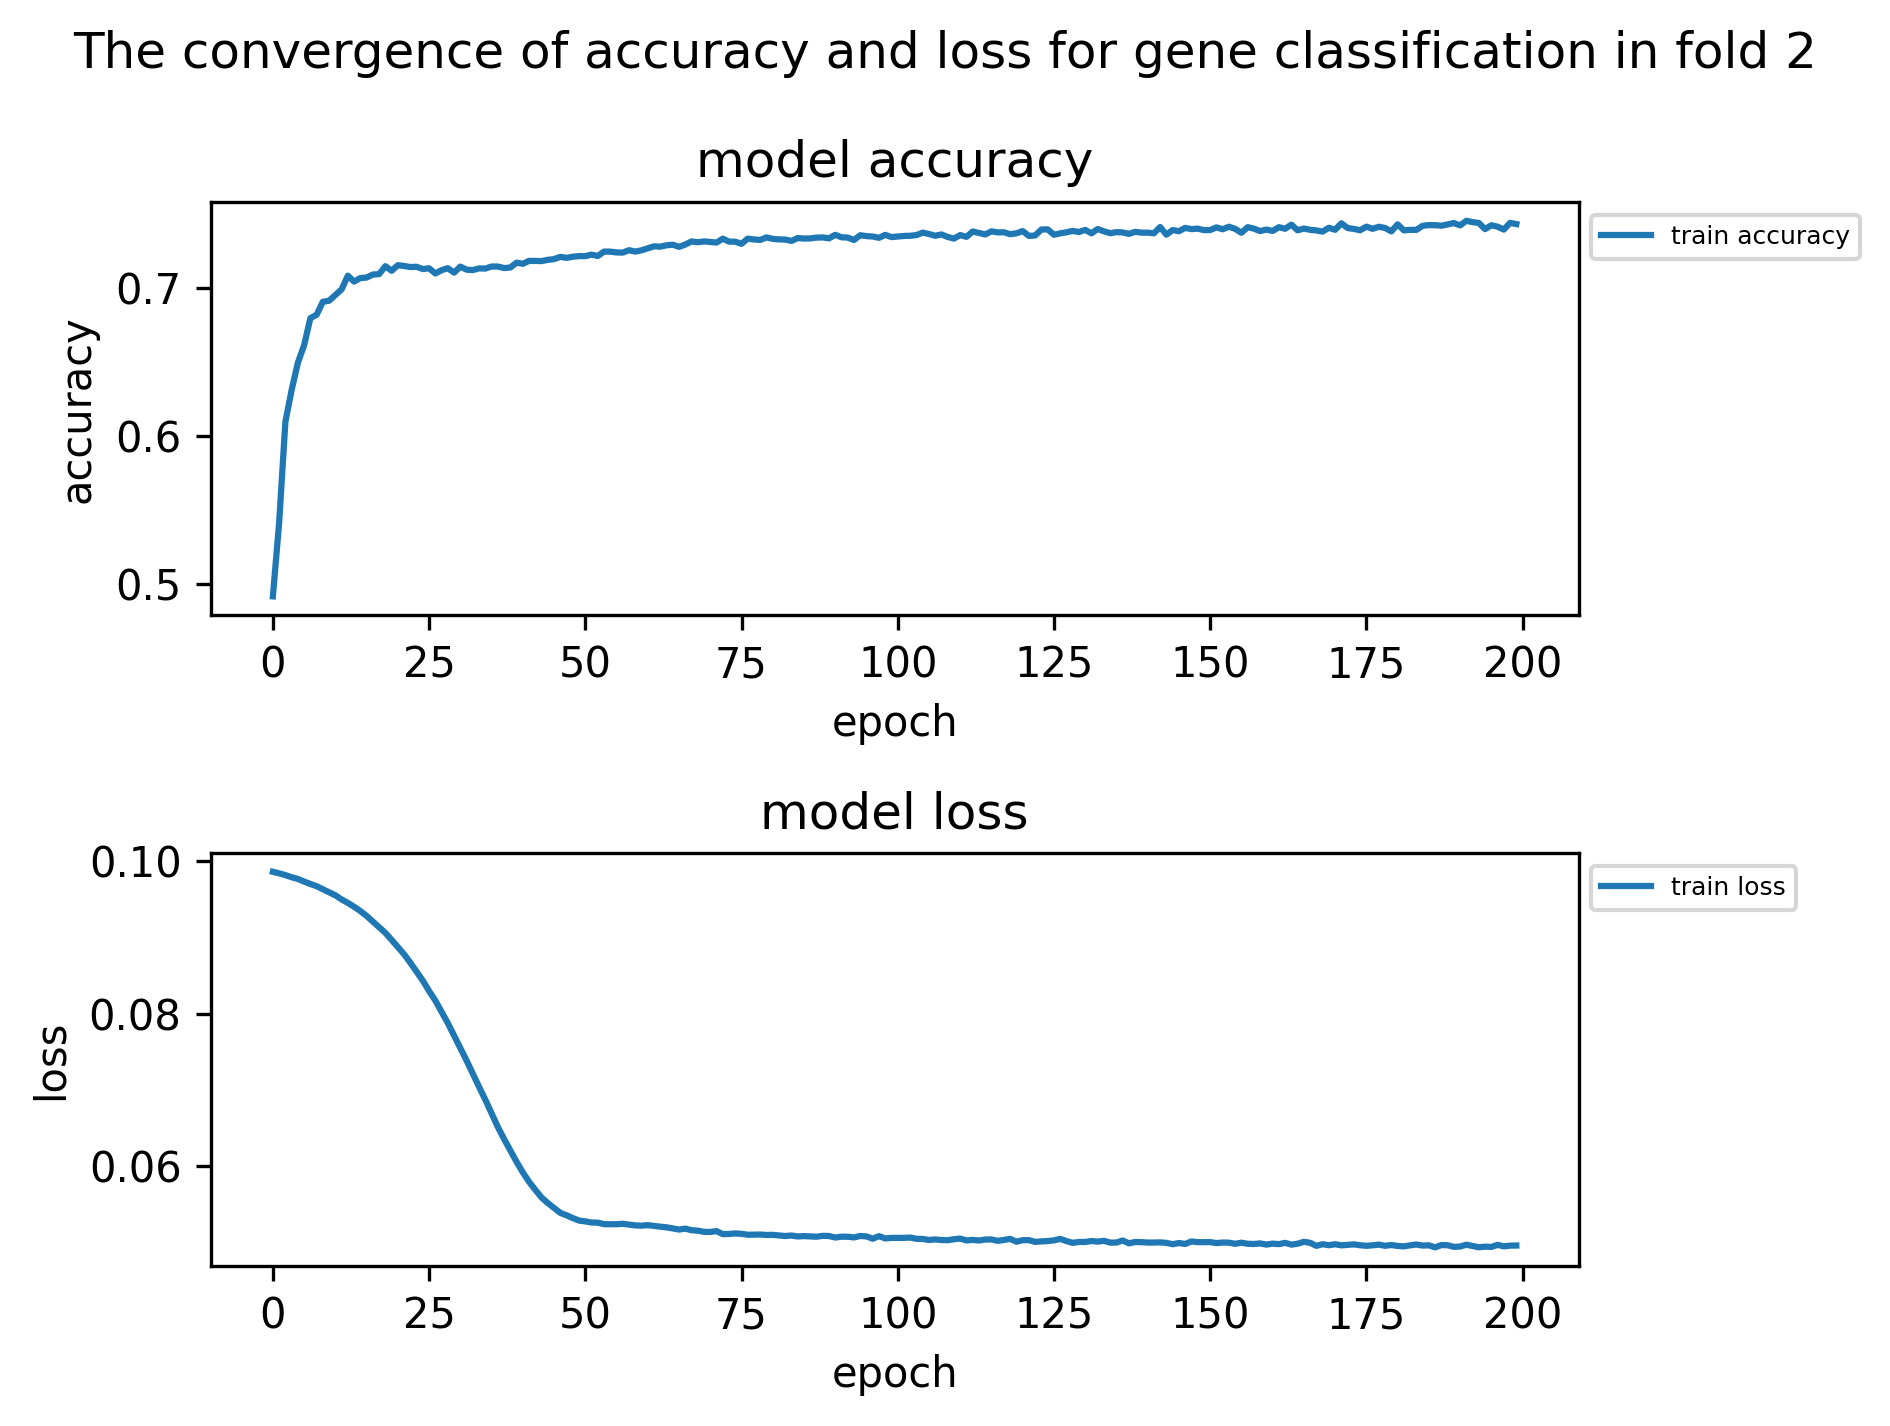 The convergence of accuracy and loss for gene classification in fold 2
model accuracy
train accuracy
0.7
0.6
0.5
accuracy
0 25 50 75 100 125 150 175 200
epoch
model loss
train loss
0.10
0.08
0.06
loss
0 25 50 75 100 125 150 175 200
epoch